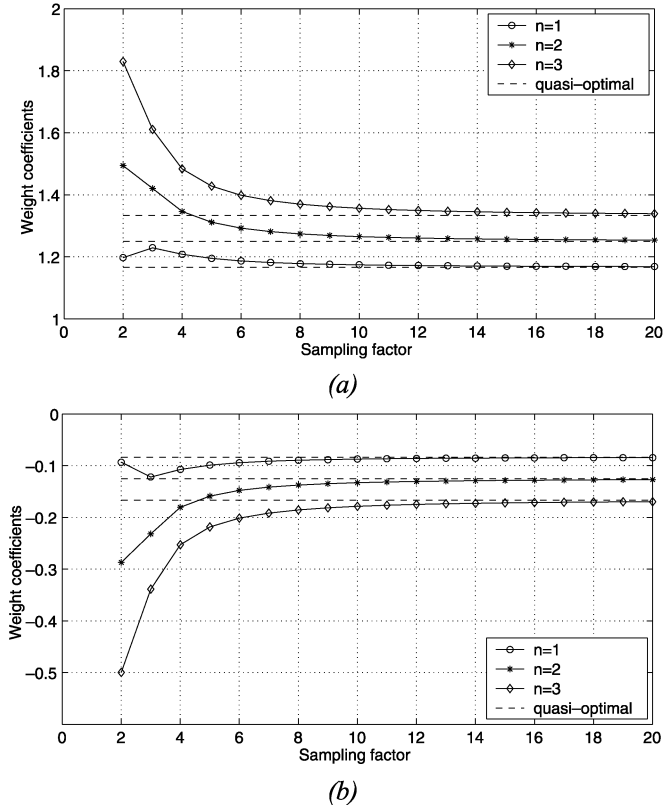 2
1.8
1.6
1.4
1.2
1
Weight coefficients
n=1
n=2
n=3
quasi-optimal
0 2 4 6 8 10 12 14 16 18 20
Sampling factor
(a)
0
-0.1
-0.2
-0.3
-0.4
-0.5
Weight coefficients
n=1
n=2
n=3
quasi-optimal
0 2 4 6 8 10 12 14 16 18 20
Sampling factor
(b)